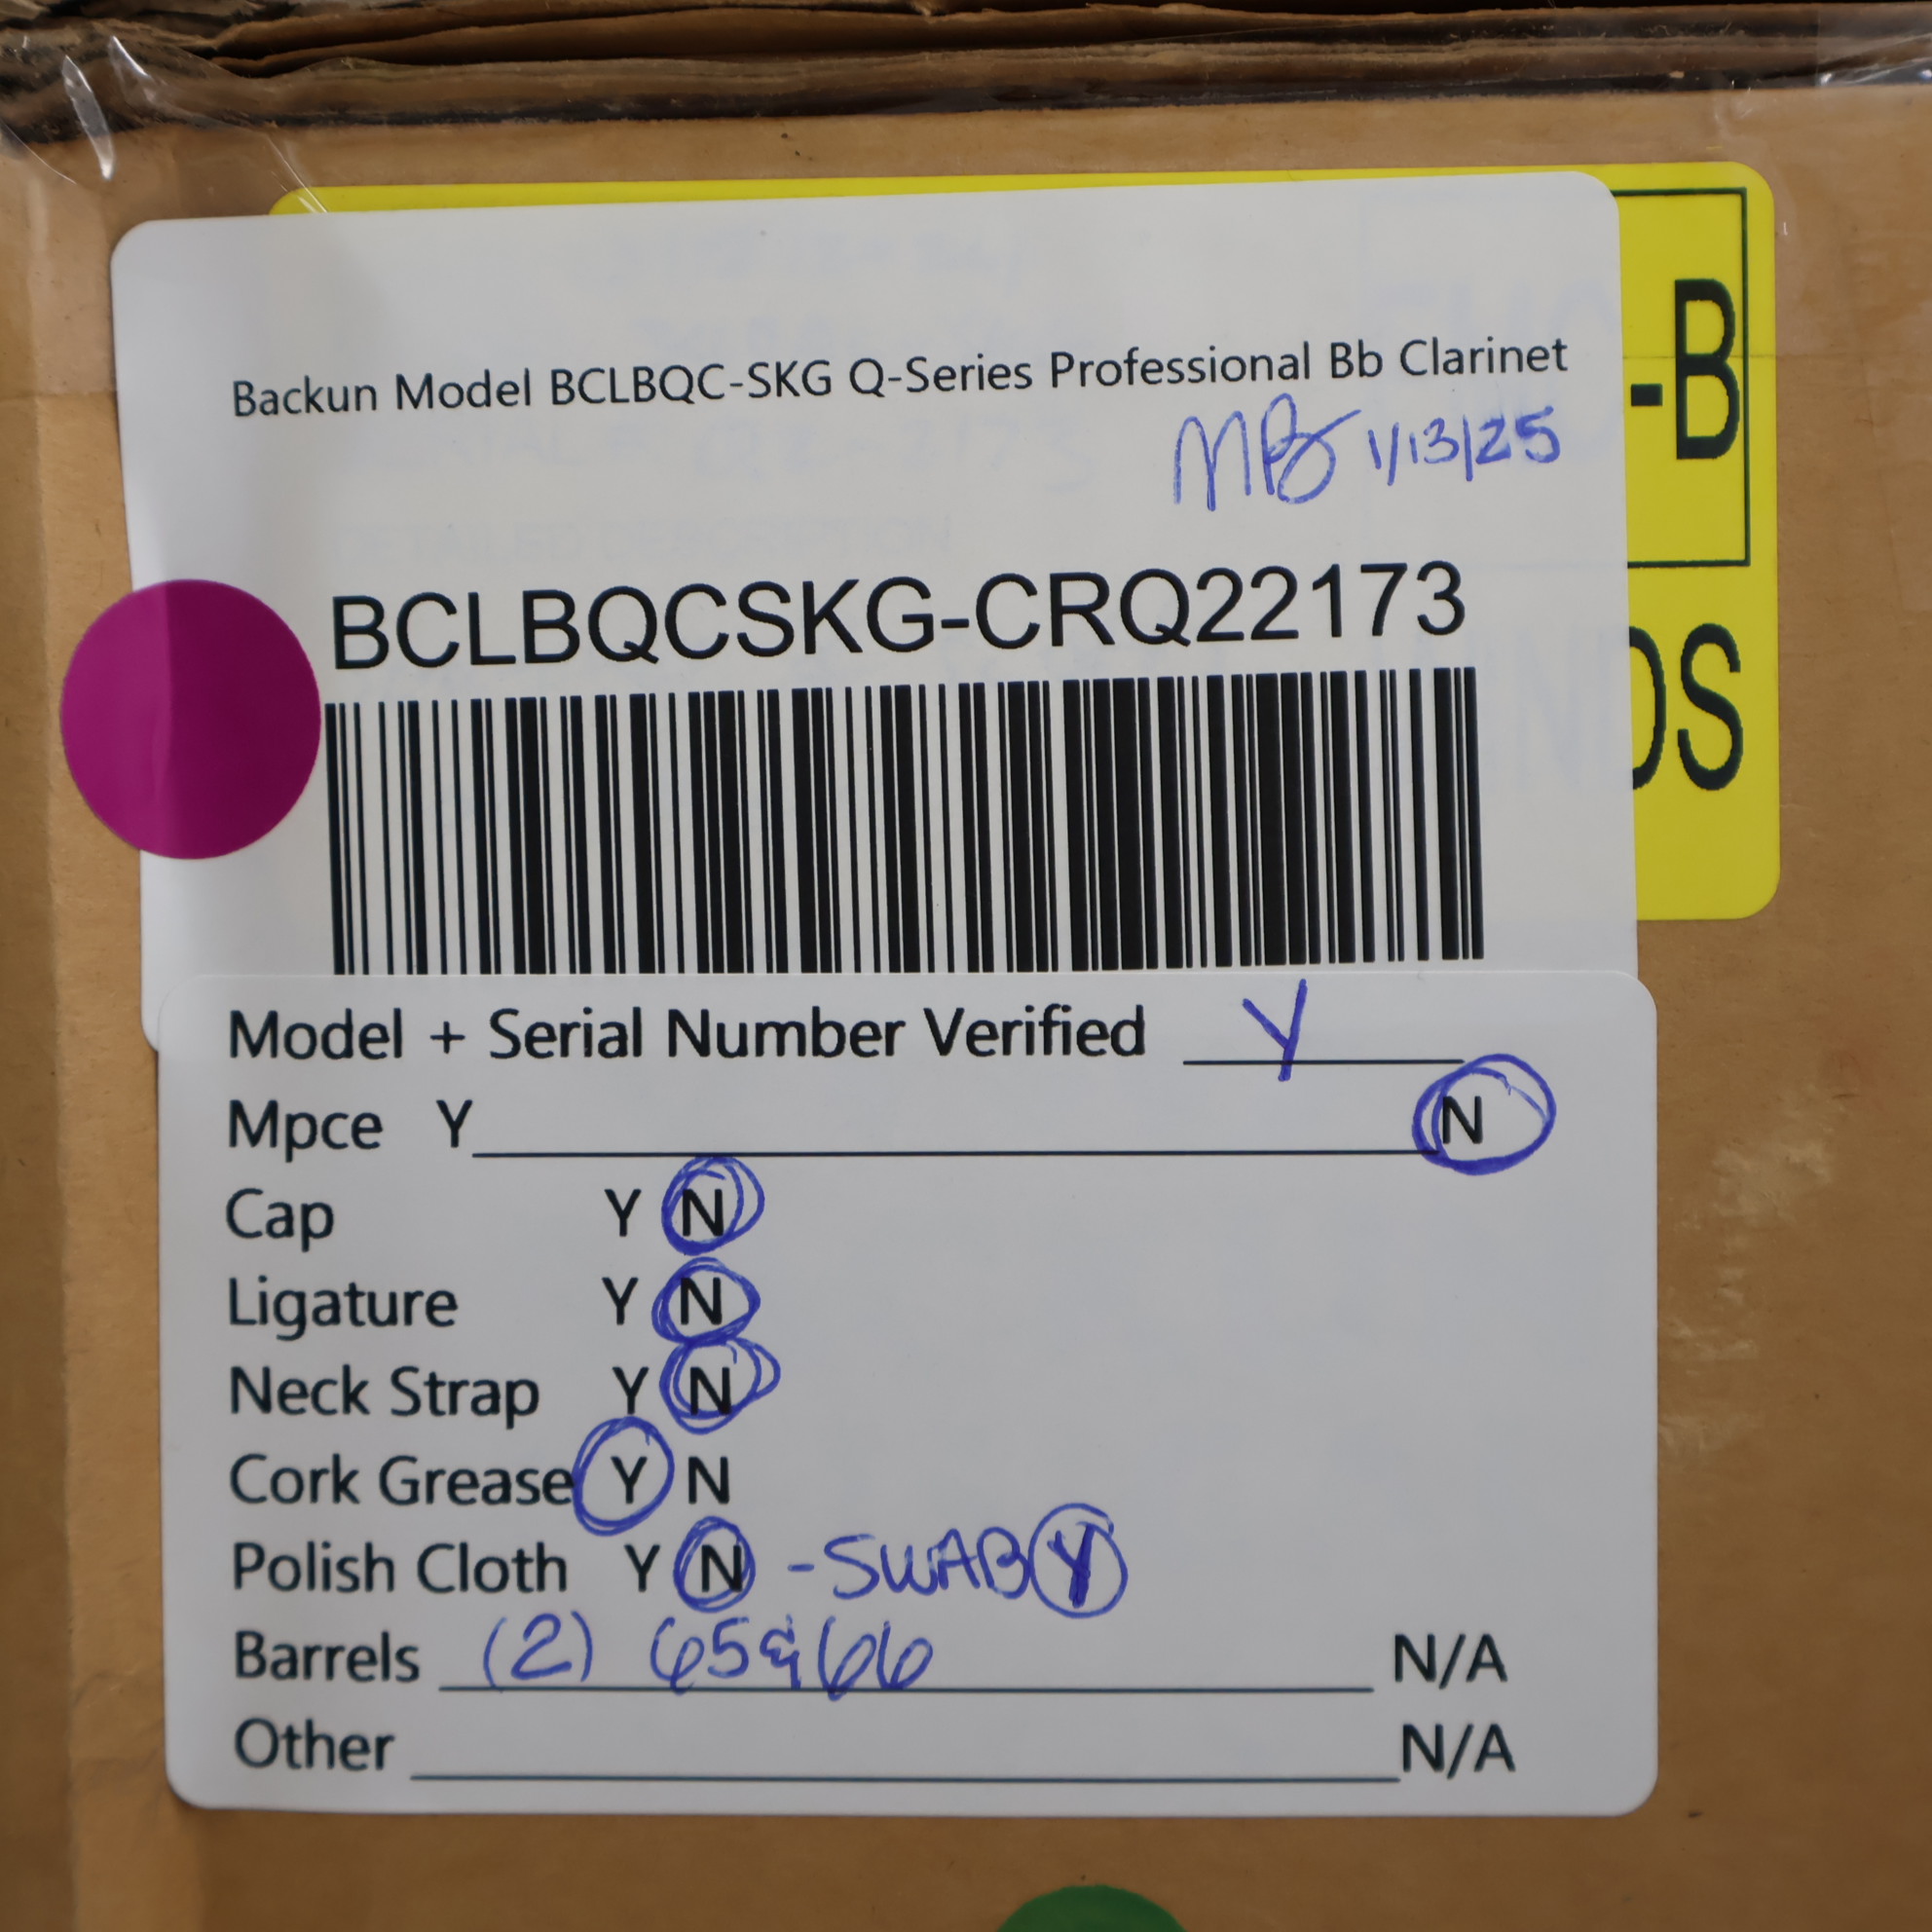 Backun Model BCLBQC-SKG Q-Series Professional Bb Clarinet
MB 1/13/25
-B
BCLBQCSKG-CRQ22173
OS
Model + Serial Number Verified Y
Mpce Y N
Cap Y N
Ligature Y N
Neck Strap Y N
Cork Grease Y N
Polish Cloth Y N -SWAB Y
Barrels (2) 65 & 66 N/A
Other N/A